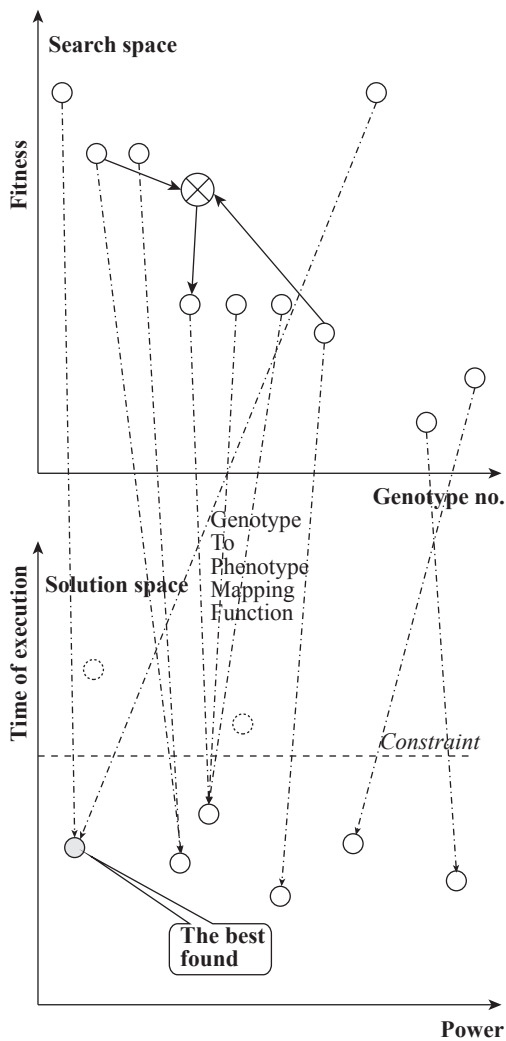 Search space
Fitness
Genotype no.
Genotype
To
Phenotype
Mapping
Function
Solution space
Time of execution
Constraint
The best
found
Power